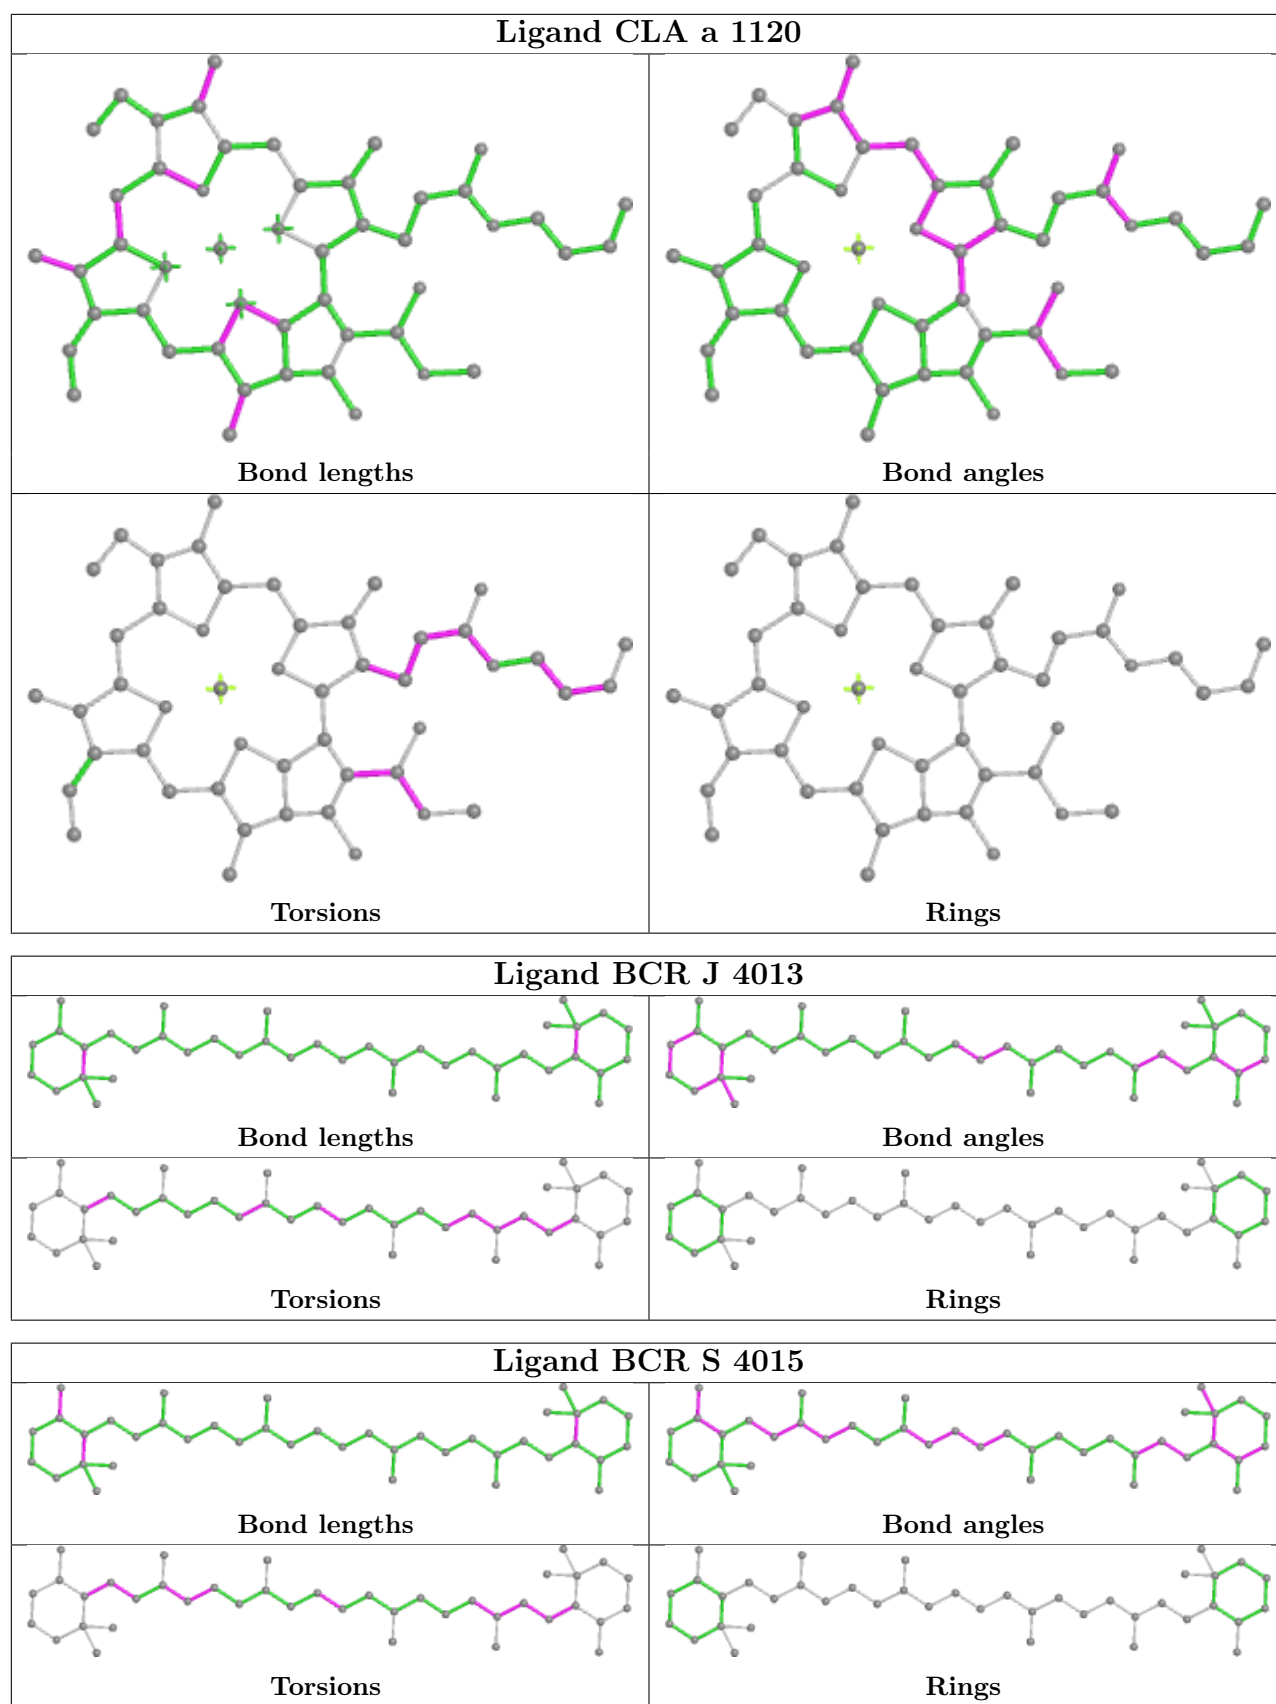 Ligand CLA a 1120
Bond lengths
Bond angles
Torsions
Rings
Ligand BCR J 4013
Bond lengths
Bond angles
Torsions
Rings
Ligand BCR S 4015
Bond lengths
Bond angles
Torsions
Rings